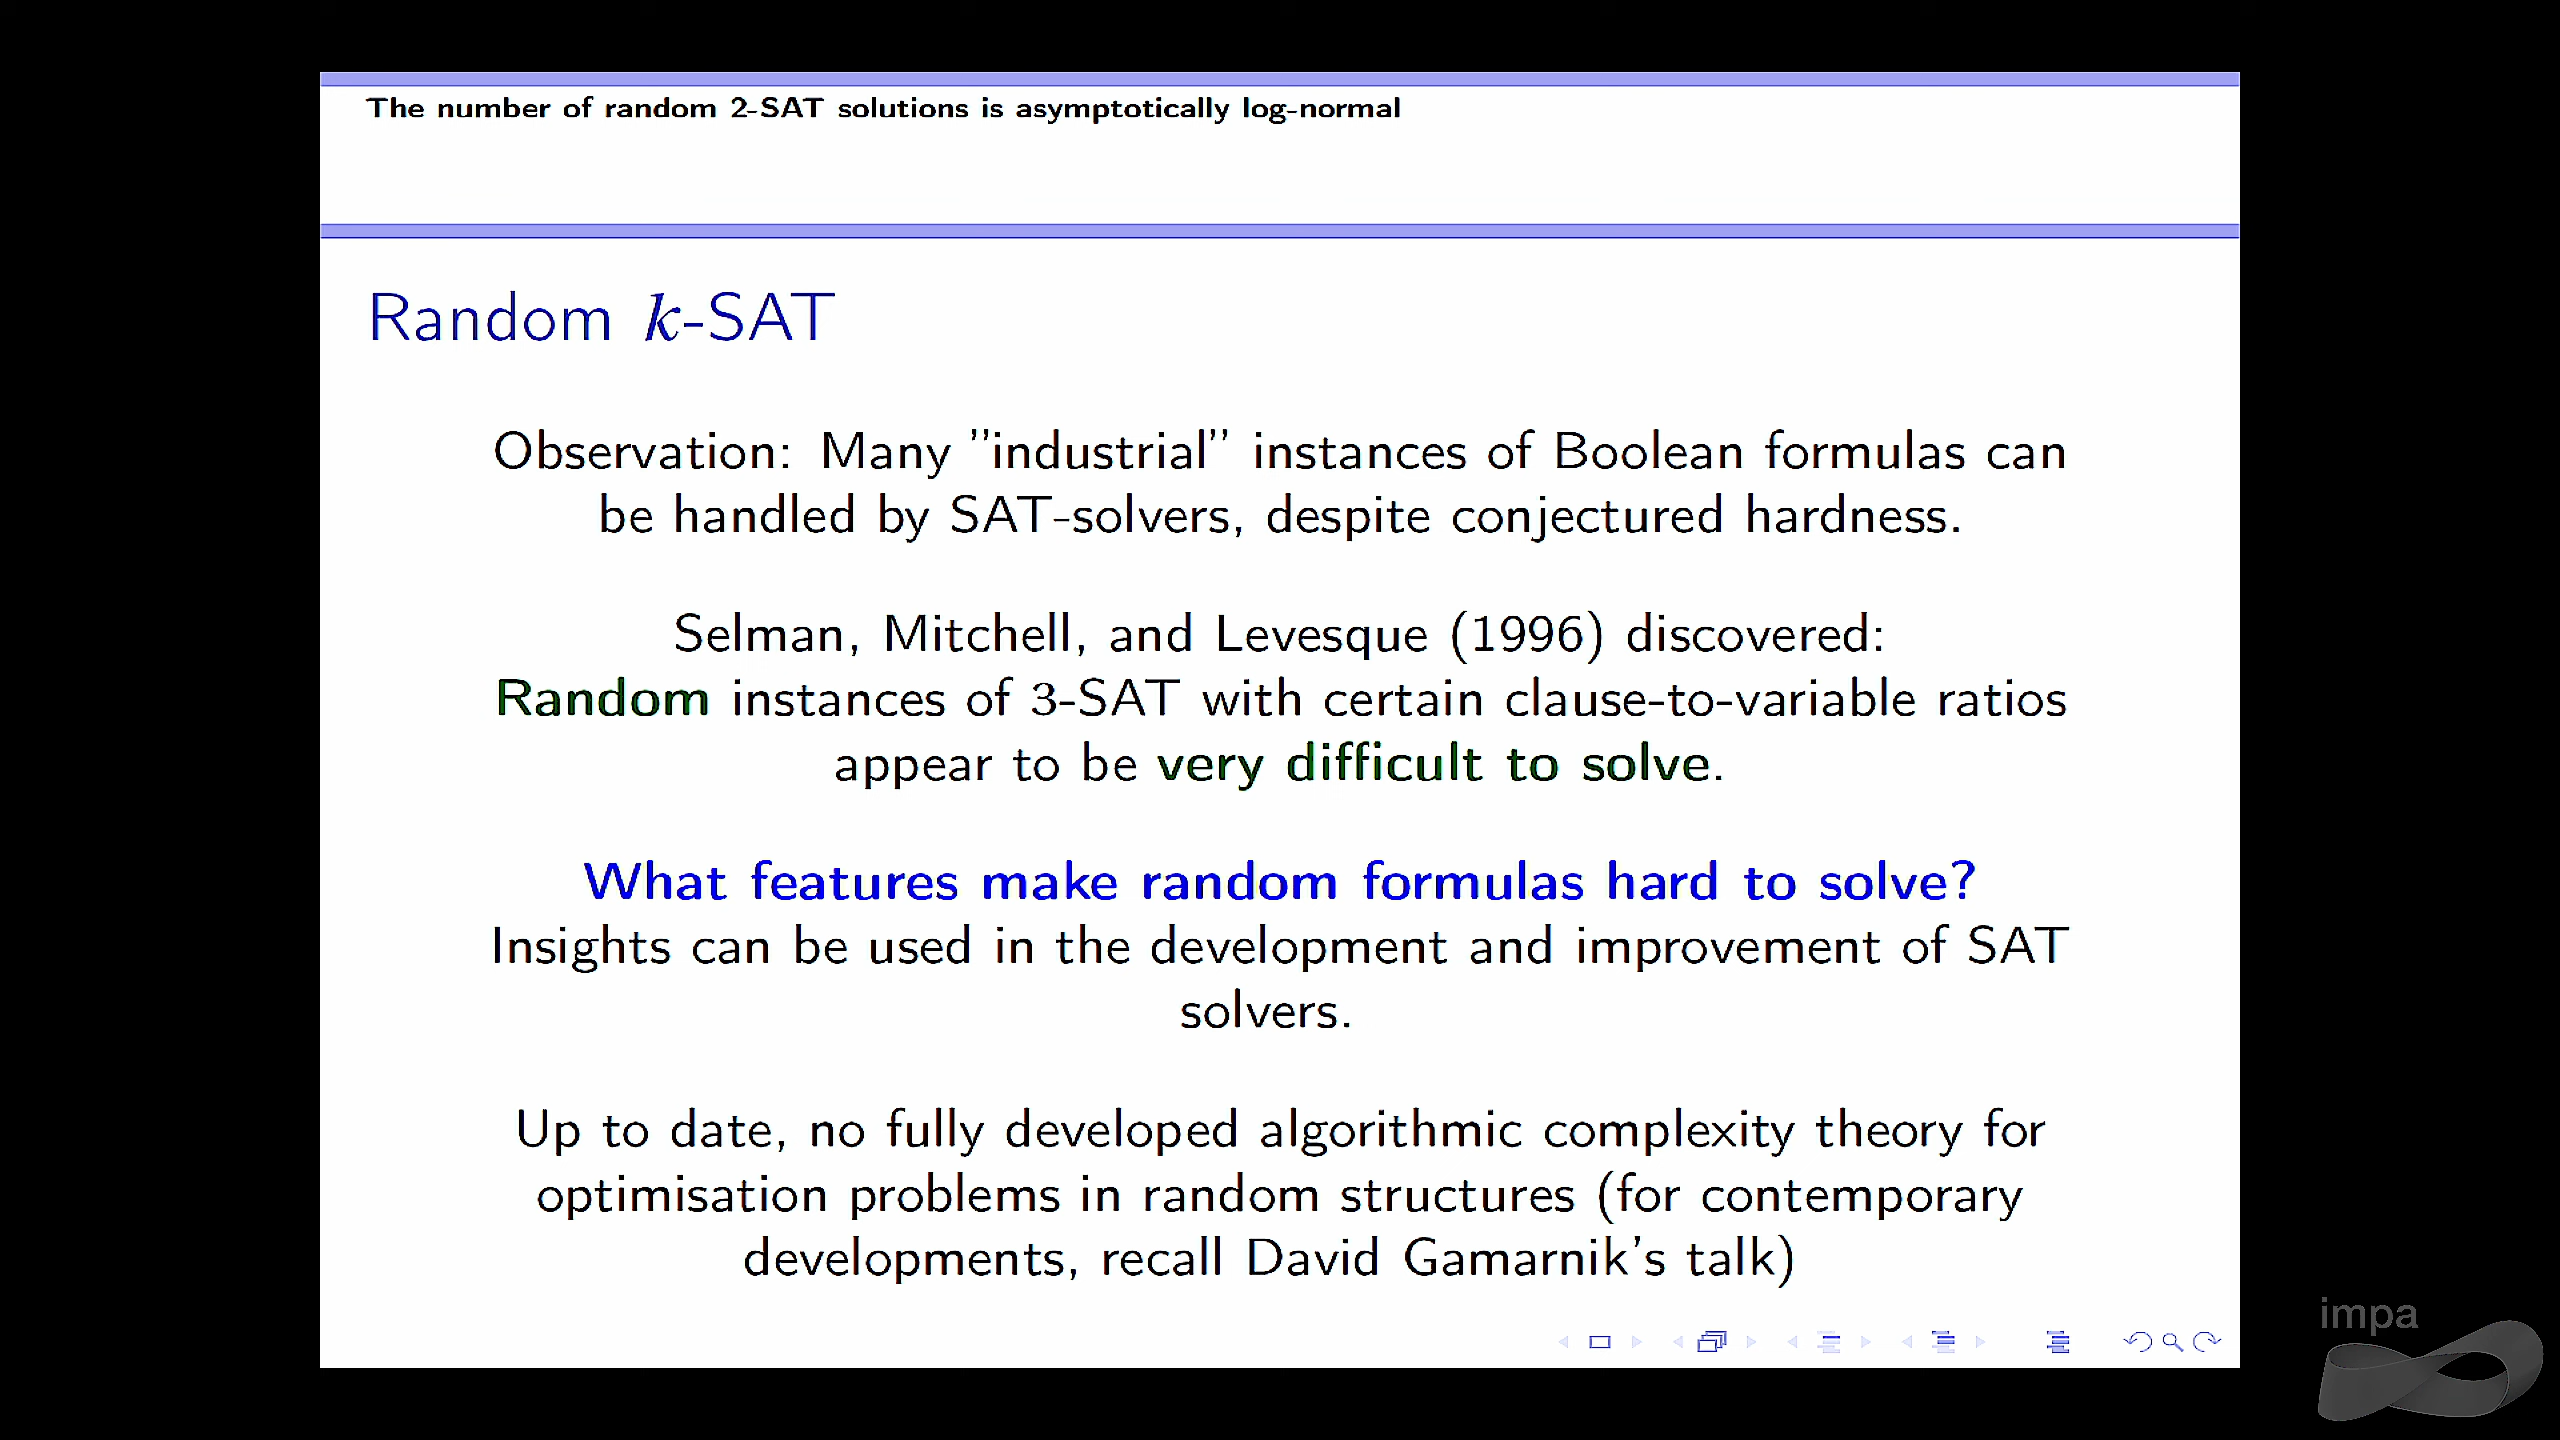 The number of random 2-SAT solutions is asymptotically log-normal
Random k-SAT
Observation: Many ”industrial” instances of Boolean formulas can
be handled by SAT-solvers, despite conjectured hardness.
Selman, Mitchell, and Levesque (1996) discovered:
Random instances of 3-SAT with certain clause-to-variable ratios
appear to be very difficult to solve.
What features make random formulas hard to solve?
Insights can be used in the development and improvement of SAT
solvers.
Up to date, no fully developed algorithmic complexity theory for
optimisation problems in random structures (for contemporary
developments, recall David Gamarnik’s talk)
impa